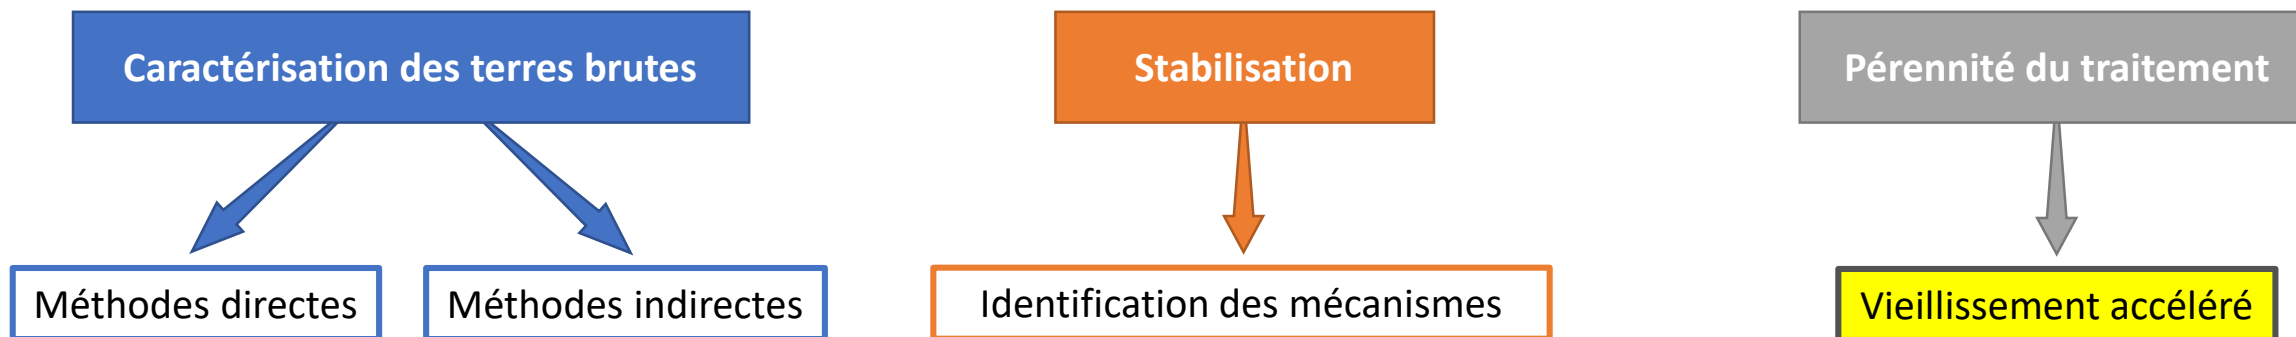 Caractérisation des terres brutes
Stabilisation
Pérennité du traitement
Méthodes directes
Méthodes indirectes
Identification des mécanismes
Vieillissement accéléré